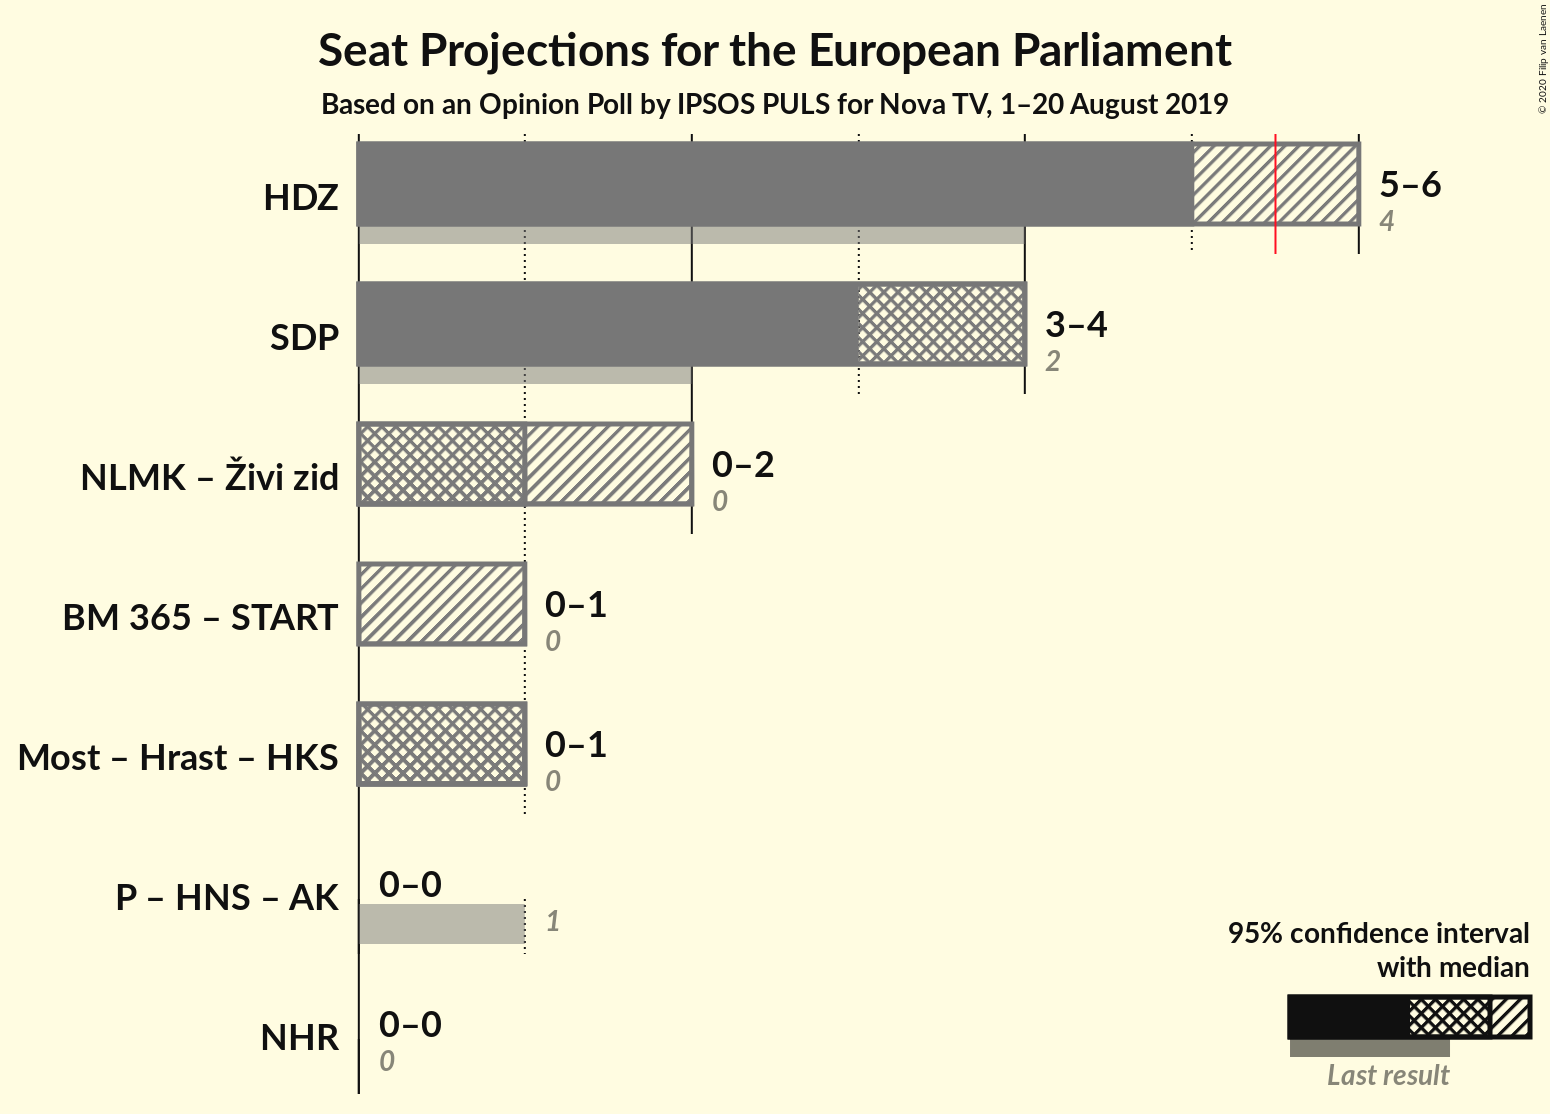 Seat Projections for the European Parliament
Based on an Opinion Poll by IPSOS PULS for Nova TV, 1–20 August 2019
© 2020 Filip van Laenen
HDZ
5–6
4
SDP
3–4
2
NLMK – Živi zid
0–2
0
BM 365 – START
0–1
0
Most – Hrast – HKS
0–1
0
P – HNS – AK
0–0
1
NHR
0–0
0
95% confidence interval
with median
Last result